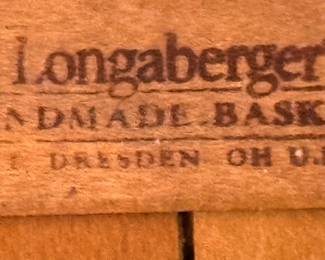 Longaberger®
NDMADE BASK
DRESDEN OH U.